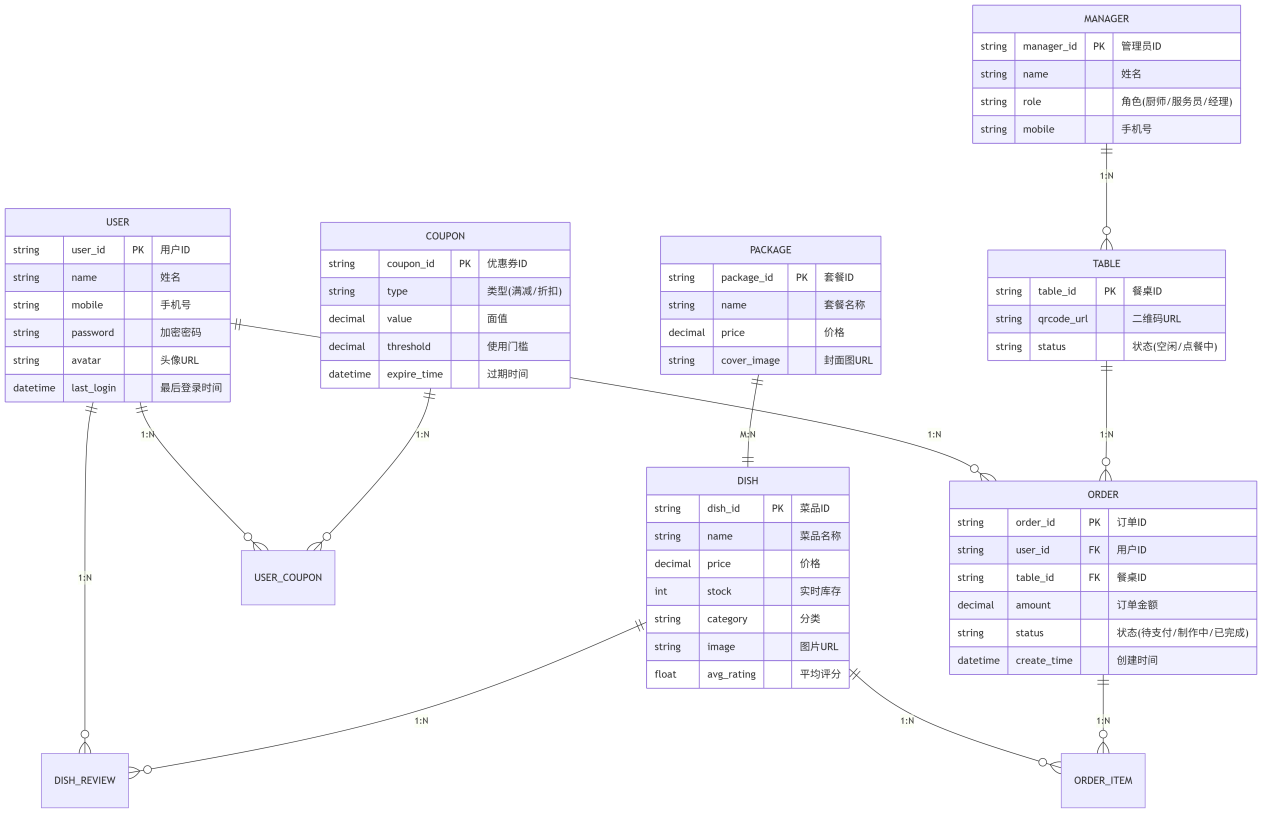 MANAGER
string manager_id PK 管理员ID
string name 姓名
string role 角色(厨师/服务员/经理)
string mobile 手机号
1:N
USER
string user_id PK 用户ID
string name 姓名
string mobile 手机号
string password 加密密码
string avatar 头像URL
datetime last_login 最后登录时间
COUPON
string coupon_id PK 优惠券ID
string type 类型(满减/折扣)
decimal value 面值
decimal threshold 使用门槛
datetime expire_time 过期时间
PACKAGE
string package_id PK 套餐ID
string name 套餐名称
decimal price 价格
string cover_image 封面图URL
TABLE
string table_id PK 餐桌ID
string qrcode_url 二维码URL
string status 状态(空闲/点餐中)
1:N
1:N
M:N
1:N
1:N
DISH
string dish_id PK 菜品ID
string name 菜品名称
decimal price 价格
int stock 实时库存
string category 分类
string image 图片URL
float avg_rating 平均评分
ORDER
string order_id PK 订单ID
string user_id FK 用户ID
string table_id FK 餐桌ID
decimal amount 订单金额
string status 状态(待支付/制作中/已完成)
datetime create_time 创建时间
1:N
USER_COUPON
1:N
1:N
1:N
DISH_REVIEW
ORDER_ITEM